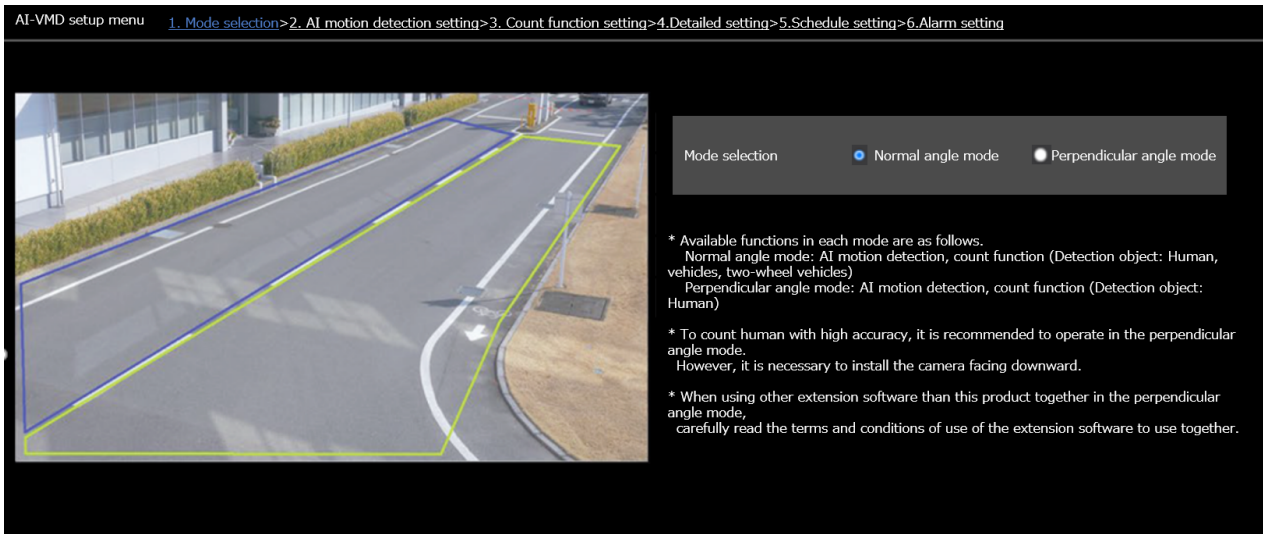 AI-VMD setup menu
1. Mode selection>2. AI motion detection setting>3. Count function setting>4.Detailed setting>5.Schedule setting>6.Alarm setting
Mode selection
Normal angle mode
Perpendicular angle mode
* Available functions in each mode are as follows.
Normal angle mode: AI motion detection, count function (Detection object: Human,
vehicles, two-wheel vehicles)
Perpendicular angle mode: AI motion detection, count function (Detection object:
Human)
* To count human with high accuracy, it is recommended to operate in the perpendicular
angle mode.
However, it is necessary to install the camera facing downward.
* When using other extension software than this product together in the perpendicular
angle mode,
carefully read the terms and conditions of use of the extension software to use together.